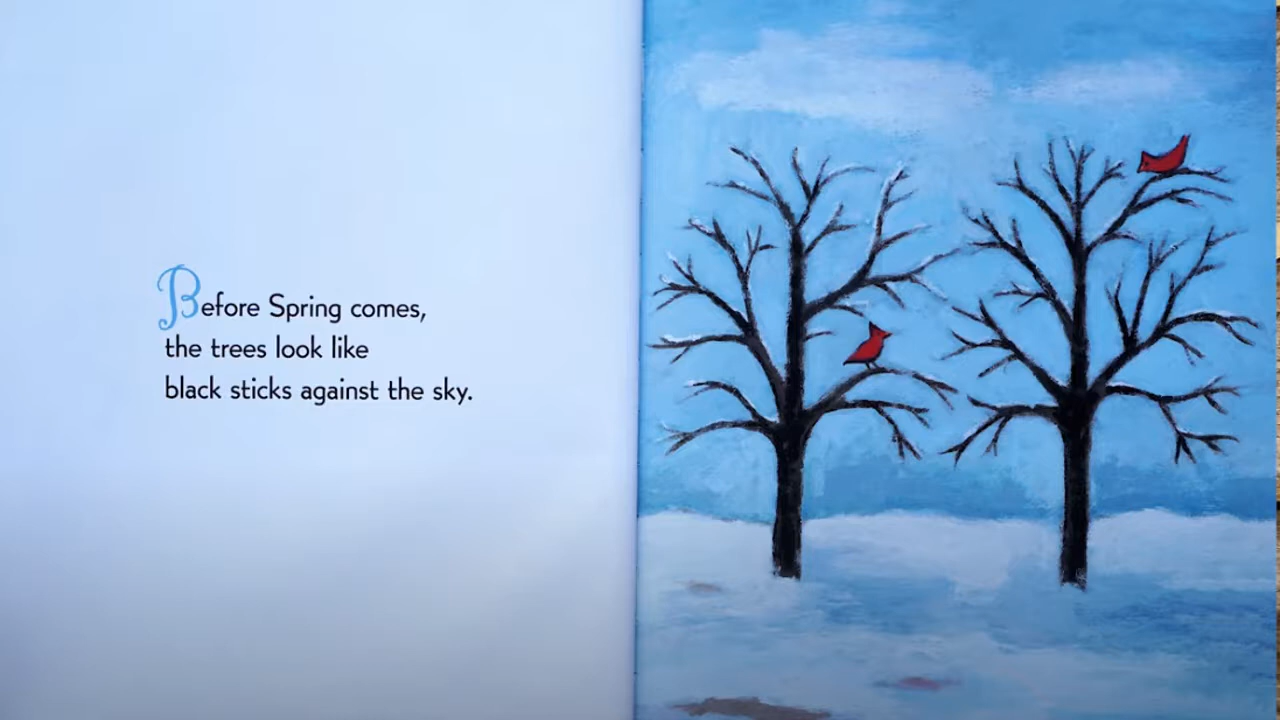 Before Spring comes,
the trees look like
black sticks against the sky.